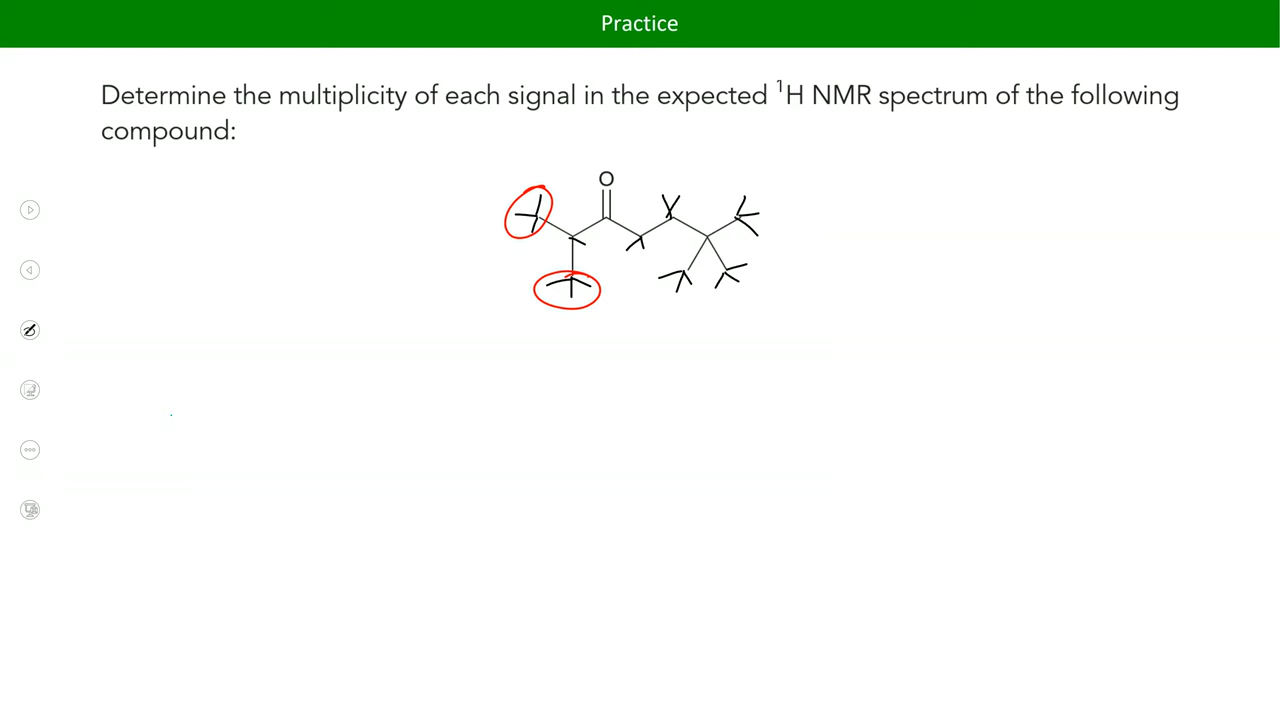 Practice
Determine the multiplicity of each signal in the expected ¹H NMR spectrum of the following
compound:
O